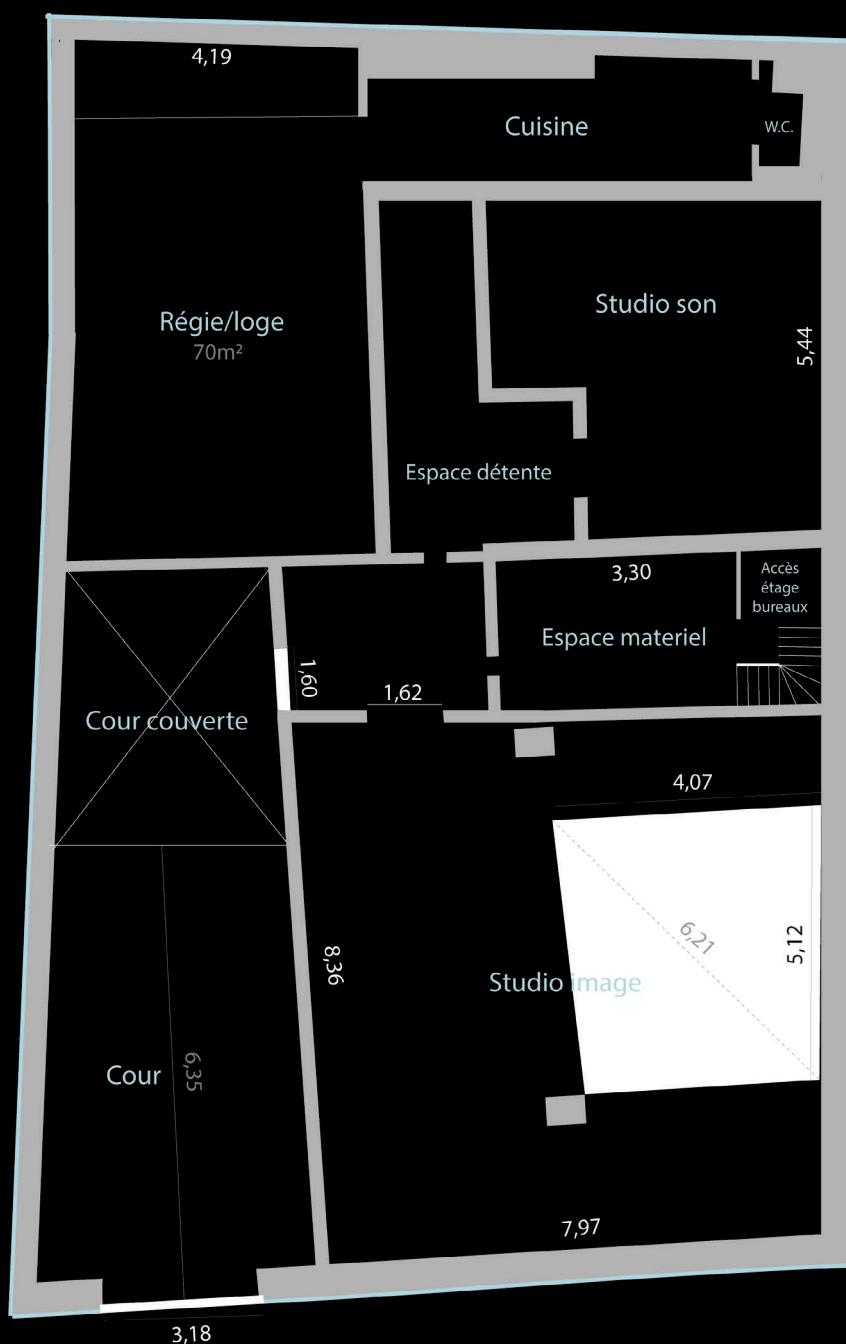 4,19
Cuisine
W.C.
Studio son
Régie/loge
70m²
5,44
Espace détente
3,30
Accès
étage
bureaux
Espace materiel
1,60
1,62
Cour couverte
4,07
6,21
5,12
8,36
Studio image
6,35
Cour
7,97
3,18